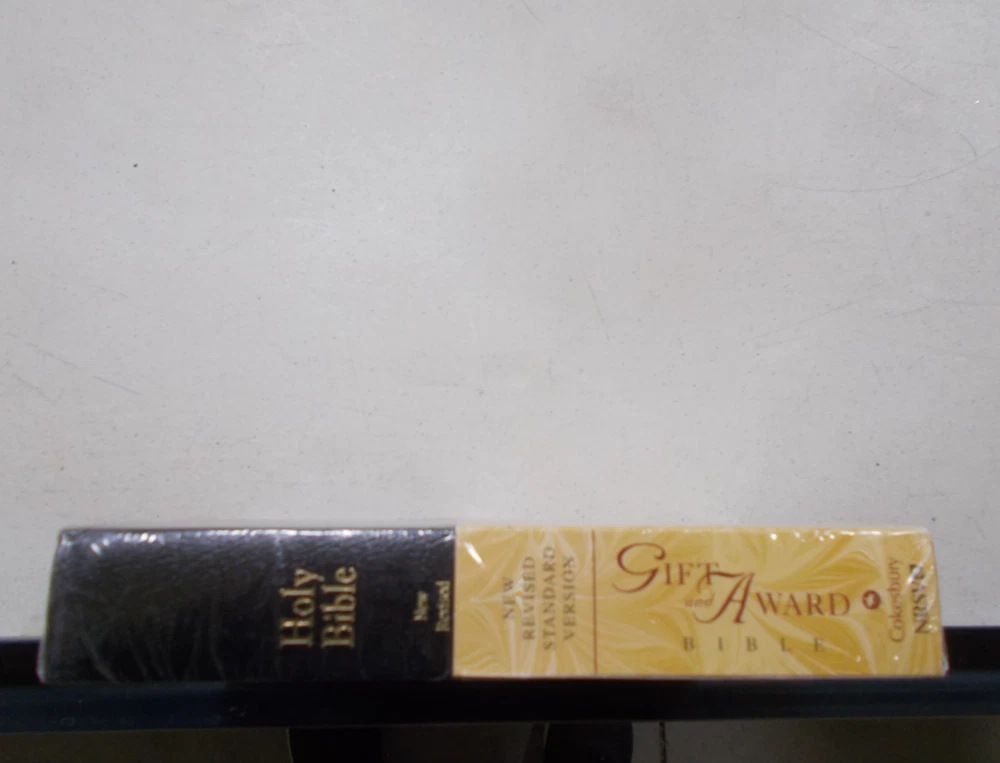 Holy
Bible
New
Revised
NEW
REVISED
STANDARD
VERSION
GIFT
and AWARD
BIBLE
Cokesbury
NRSV